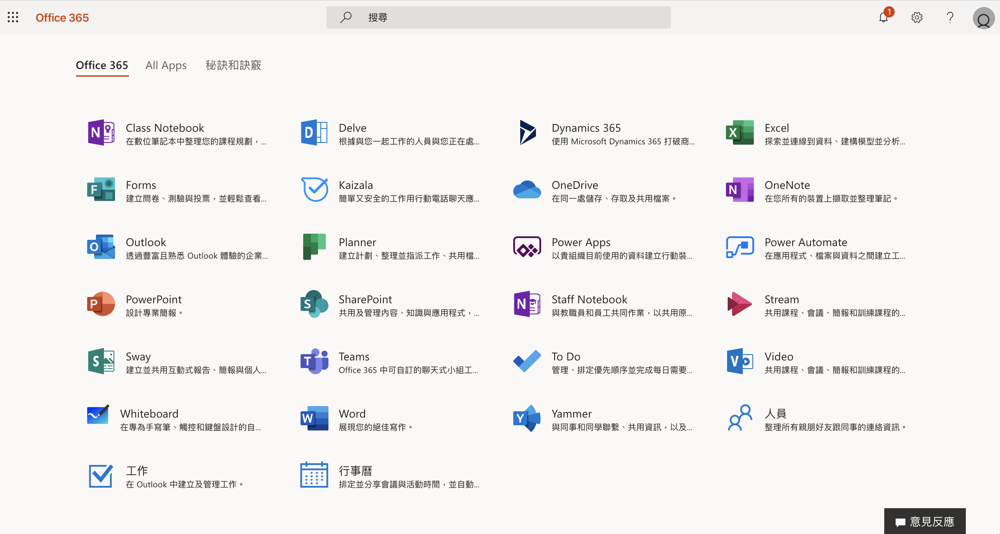 Office 365
搜尋
1
Office 365
All Apps
秘訣和訣竅
Class Notebook
在數位筆記本中整理您的課程規劃，...
Delve
根據與您一起工作的人員與您正在處...
Dynamics 365
使用 Microsoft Dynamics 365 打破商...
Excel
探索並連線到資料、建構模型並分析...
Forms
建立問卷、測驗與投票，並輕鬆查看...
Kaizala
簡單又安全的工作用行動電話聊天應...
OneDrive
在同一處儲存、存取及共用檔案。
OneNote
在您所有的裝置上擷取並整理筆記。
Outlook
透過豐富且熟悉 Outlook 體驗的企業...
Planner
建立計劃、整理並指派工作、共用檔...
Power Apps
以貴組織目前使用的資料建立行動裝...
Power Automate
在應用程式、檔案與資料之間建立工...
PowerPoint
設計專業簡報。
SharePoint
共用及管理內容、知識與應用程式，...
Staff Notebook
與教職員和員工共同作業，以共用原...
Stream
共用課程、會議、簡報和訓練課程的...
Sway
建立並共用互動式報告、簡報與個人...
Teams
Office 365 中可自訂的聊天式小組工...
To Do
管理、排定優先順序並完成每日需要...
Video
共用課程、會議、簡報和訓練課程的...
Whiteboard
在專為手寫筆、觸控和鍵盤設計的自...
Word
展現您的絕佳寫作。
Yammer
與同事和同學聯繫、共用資訊，以及...
人員
整理所有親朋好友跟同事的連絡資訊。
工作
在 Outlook 中建立及管理工作。
行事曆
排定並分享會議與活動時間，並自動...
意見反應